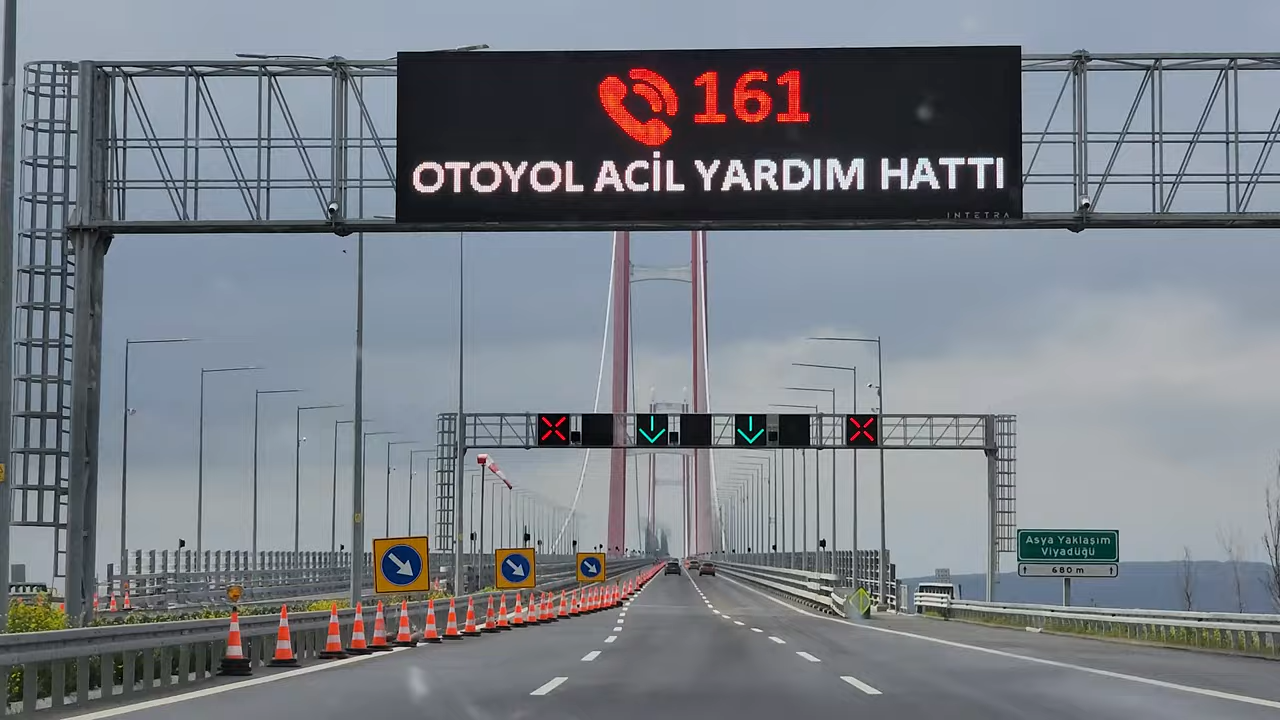 161
OTOYOL ACİL YARDIM HATTI
INTETRA
Asya Yaklaşım
Viyadüğü
680 m